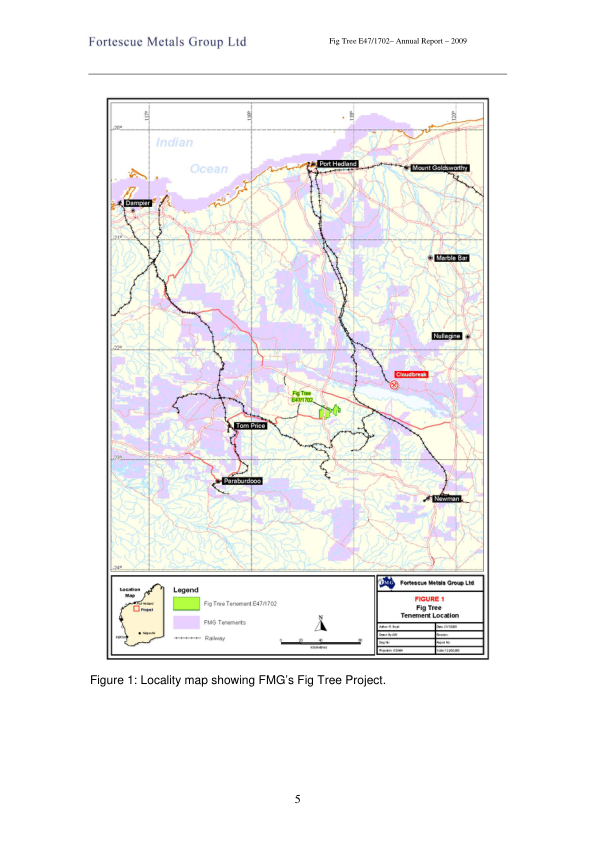 Fortescue Metals Group Ltd
Fig Tree E47/1702– Annual Report – 2009
117°
118°
119°
120°
20°
Indian
Ocean
Port Hedland
Mount Goldsworthy
Dampier
21°
Marble Bar
Nullagine
22°
Cloudbreak
Fig Tree
E47/1702
Tom Price
23°
Paraburdoo
Newman
24°
Location
Map
Project
Legend
Fig Tree Tenement E47/1702
FMG Tenements
Railway
N
Fortescue Metals Group Ltd
FIGURE 1
Fig Tree
Tenement Location
Figure 1: Locality map showing FMG's Fig Tree Project.
5